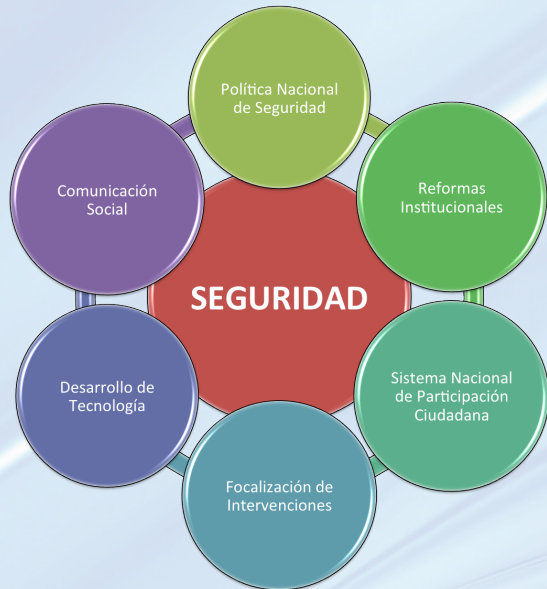 Política Nacional
de Seguridad
Reformas
Institucionales
Sistema Nacional
de Participación
Ciudadana
Focalización de
Intervenciones
Desarrollo de
Tecnología
Comunicación
Social
SEGURIDAD